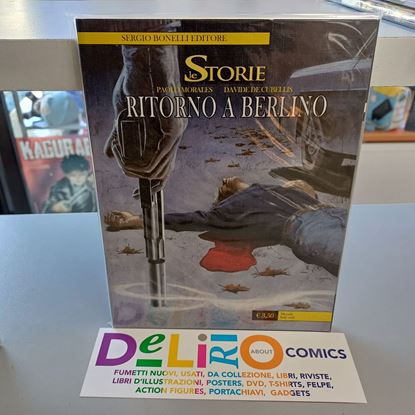 SERGIO BONELLI EDITORE
le STORIE
PAOLO MORALES DAVIDE DE CUBELLIS
RITORNO A BERLINO
€ 3,50
KAGURAB
DeLiRiO ABOUT COMICS
FUMETTI NUOVI, USATI, DA COLLEZIONE, LIBRI, RIVISTE,
LIBRI D'ILLUSTRAZIONI, POSTERS, DVD, T-SHIRTS, FELPE,
ACTION FIGURES, PORTACHIAVI, GADGETS